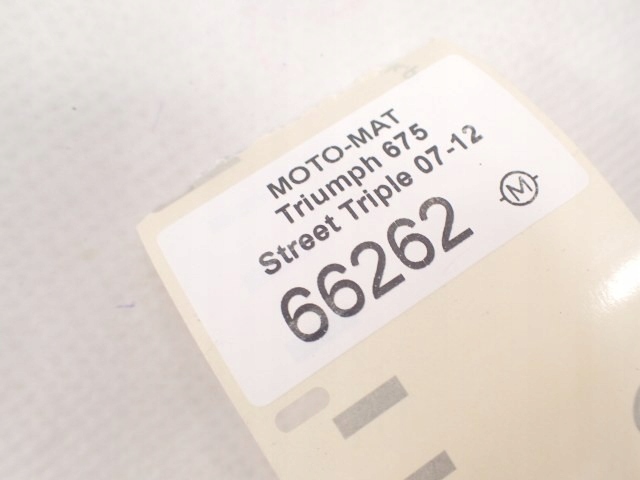 MOTO-MAT
Triumph 675
Street Triple 07-12
66262
M